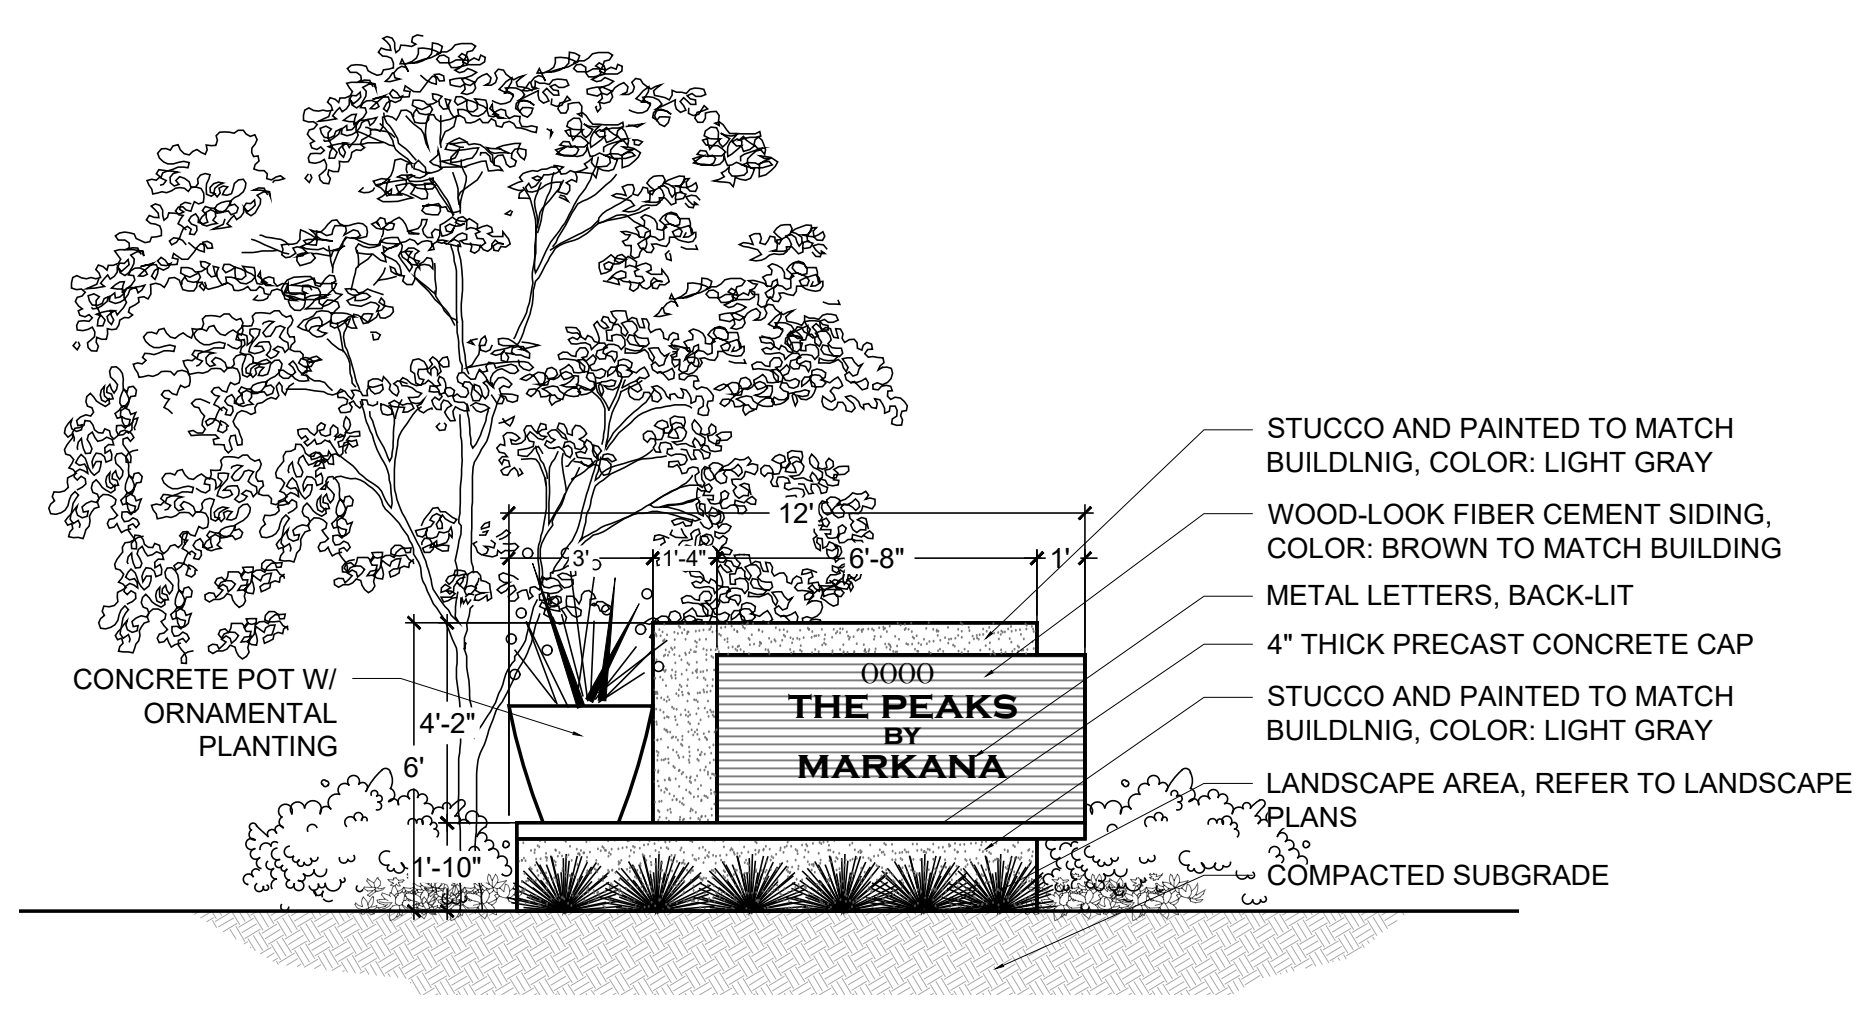 STUCCO AND PAINTED TO MATCH
BUILDLNIG, COLOR: LIGHT GRAY
WOOD-LOOK FIBER CEMENT SIDING,
COLOR: BROWN TO MATCH BUILDING
METAL LETTERS, BACK-LIT
4" THICK PRECAST CONCRETE CAP
STUCCO AND PAINTED TO MATCH
BUILDLNIG, COLOR: LIGHT GRAY
LANDSCAPE AREA, REFER TO LANDSCAPE
PLANS
COMPACTED SUBGRADE
12'
3'
1'-4"
6'-8"
1'
CONCRETE POT W/
ORNAMENTAL
PLANTING
4'-2"
6'
1'-10"
0000
THE PEAKS
BY
MARKANA